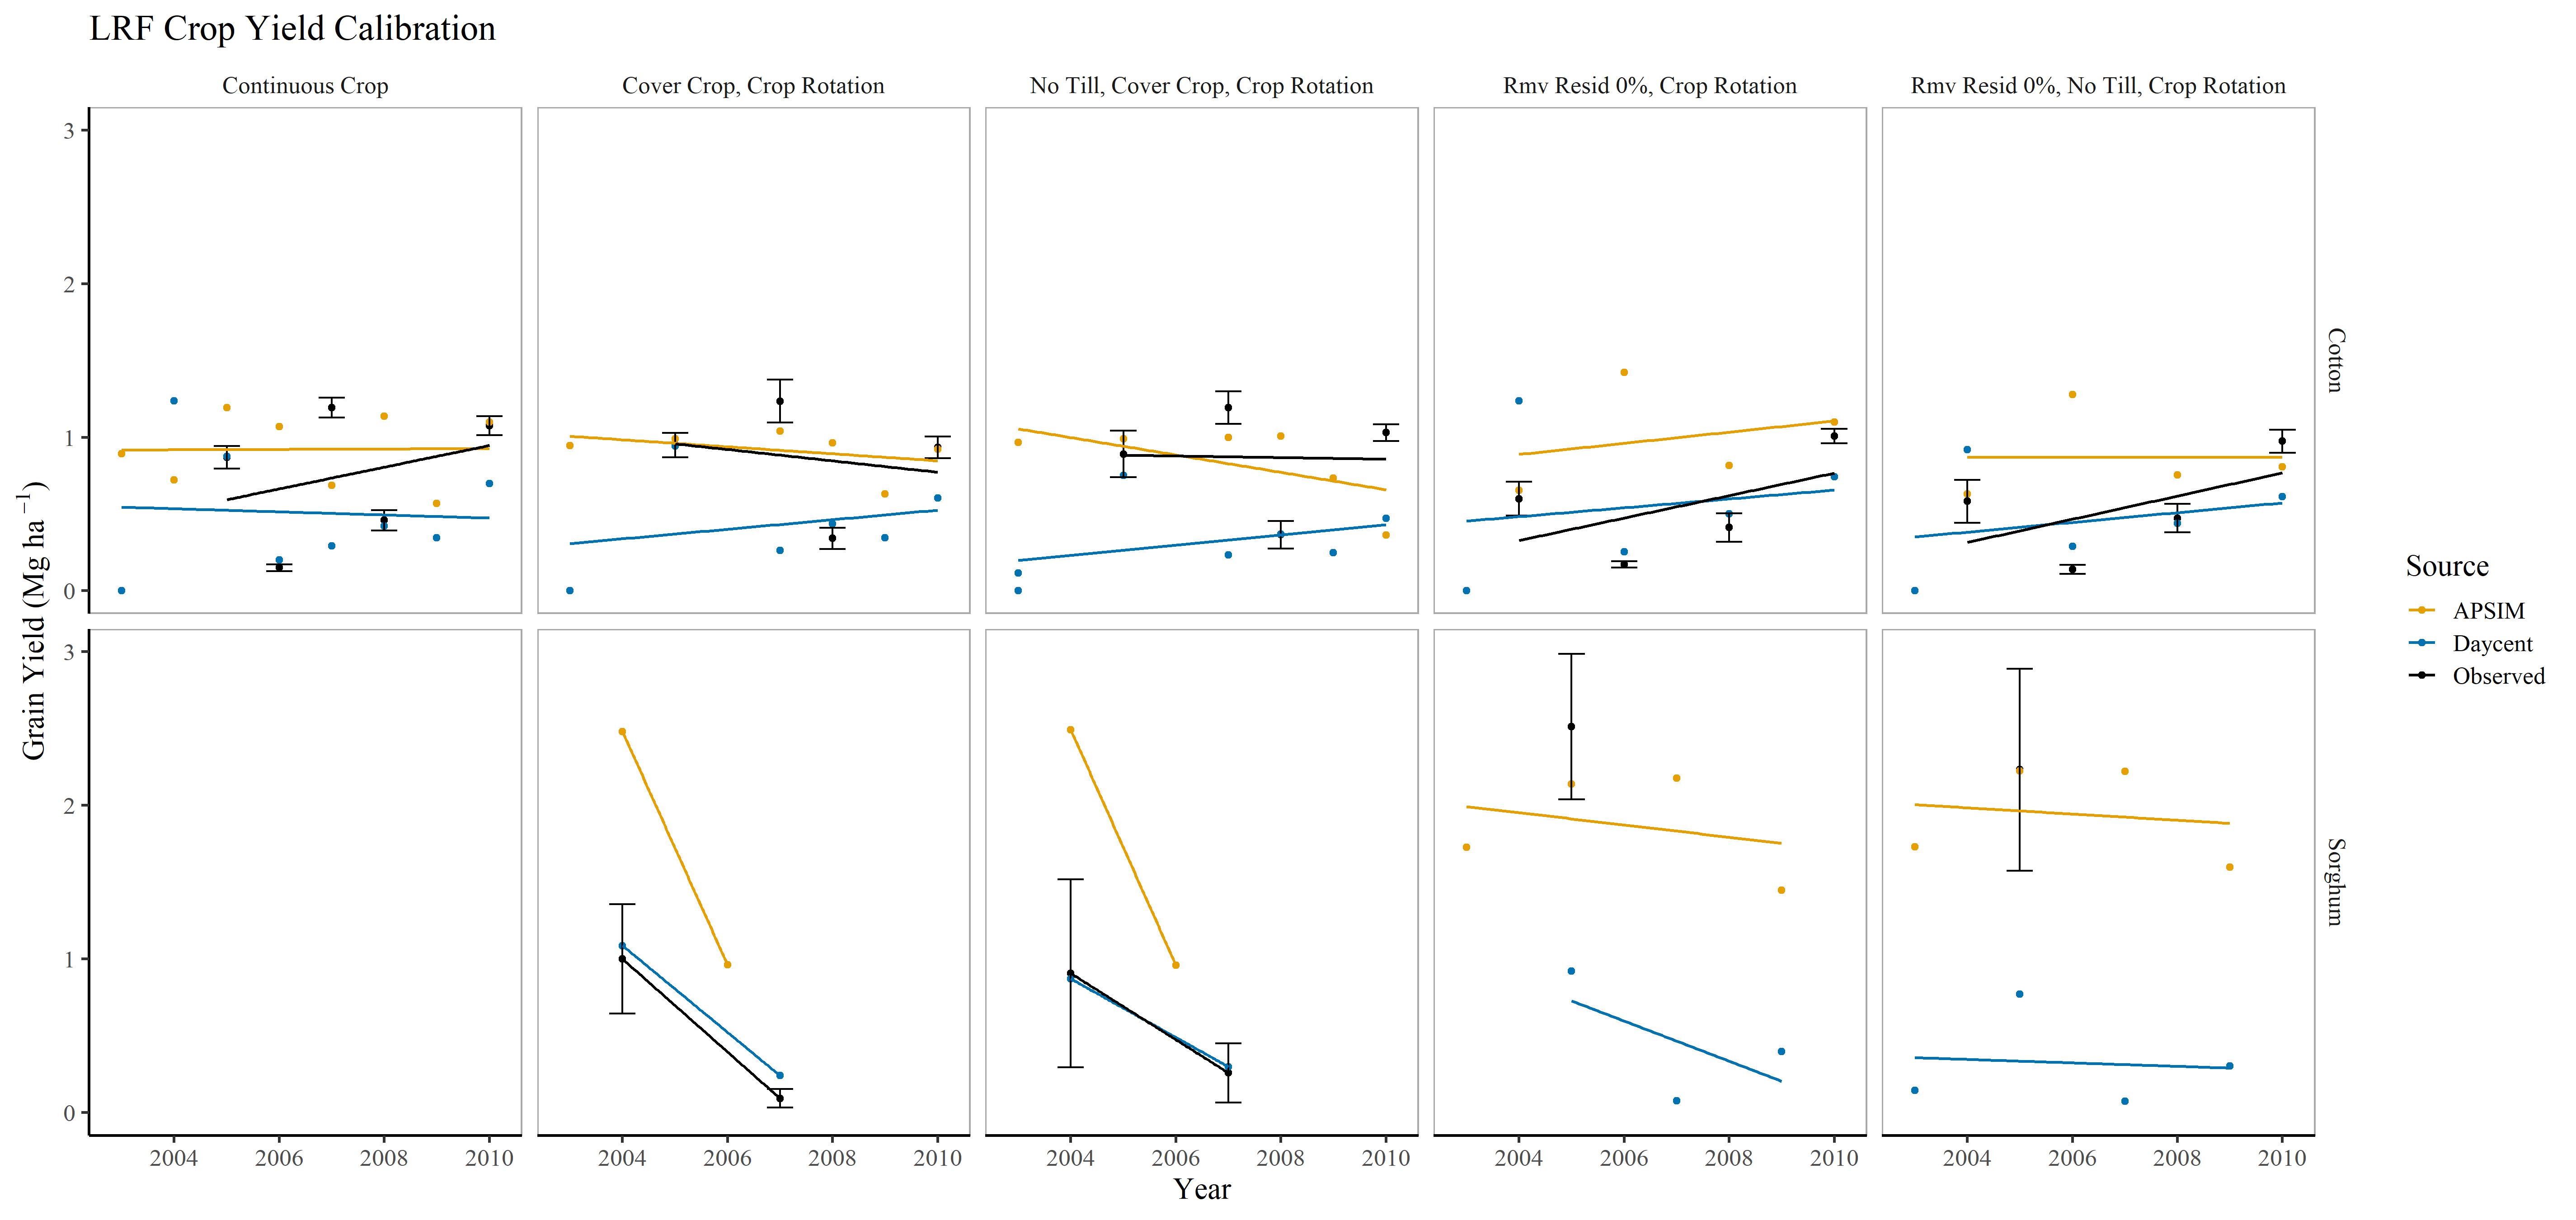 LRF Crop Yield Calibration
Continuous Crop
Cover Crop, Crop Rotation
No Till, Cover Crop, Crop Rotation
Rmv Resid 0%, Crop Rotation
Rmv Resid 0%, No Till, Crop Rotation
Grain Yield (Mg ha⁻¹)
3
2
1
0
Cotton
3
2
1
0
Sorghum
2004 2006 2008 2010
2004 2006 2008 2010
2004 2006 2008 2010
2004 2006 2008 2010
2004 2006 2008 2010
Year
Source
APSIM
Daycent
Observed